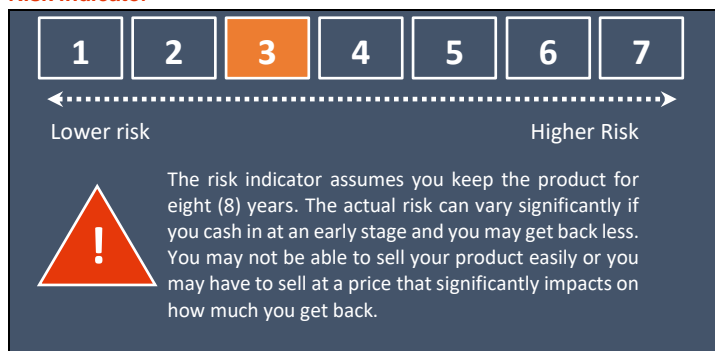 1 2 3 4 5 6 7
Lower risk Higher Risk
The risk indicator assumes you keep the product for
eight (8) years. The actual risk can vary significantly if
you cash in at an early stage and you may get back less.
You may not be able to sell your product easily or you
may have to sell at a price that significantly impacts on
how much you get back.
!